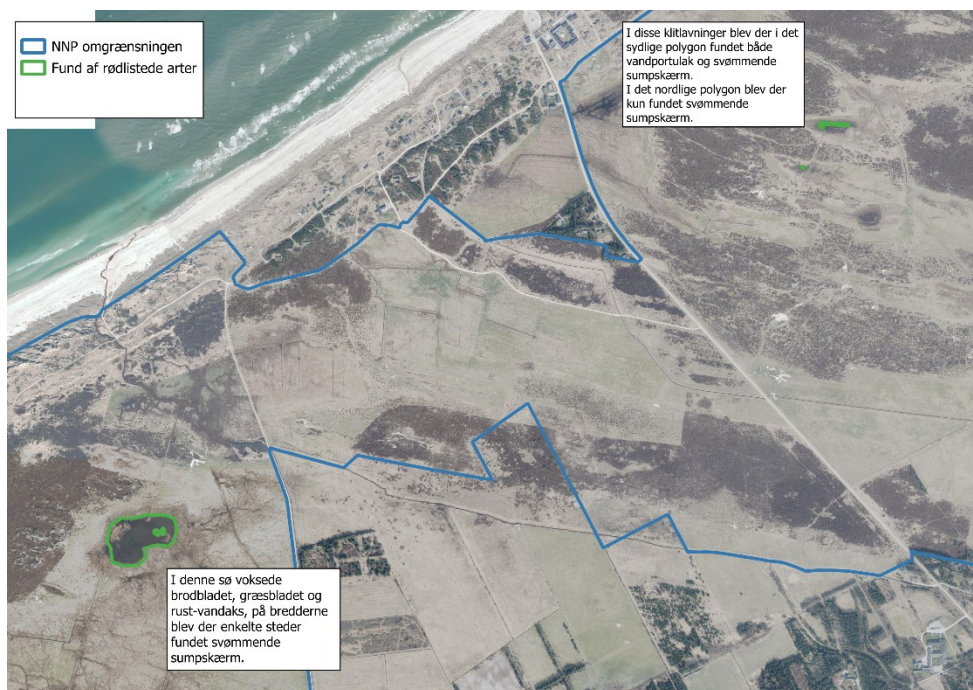 NNP omgrænsningen
Fund af rødlistede arter
I disse klitlavninger blev der i det
sydlige polygon fundet både
vandportulak og svømmende
sumpskærm.
I det nordlige polygon blev der
kun fundet svømmende
sumpskærm.
I denne sø voksede
brodbladet, græsbladet og
rust-vandaks, på bredderne
blev der enkelte steder
fundet svømmende
sumpskærm.